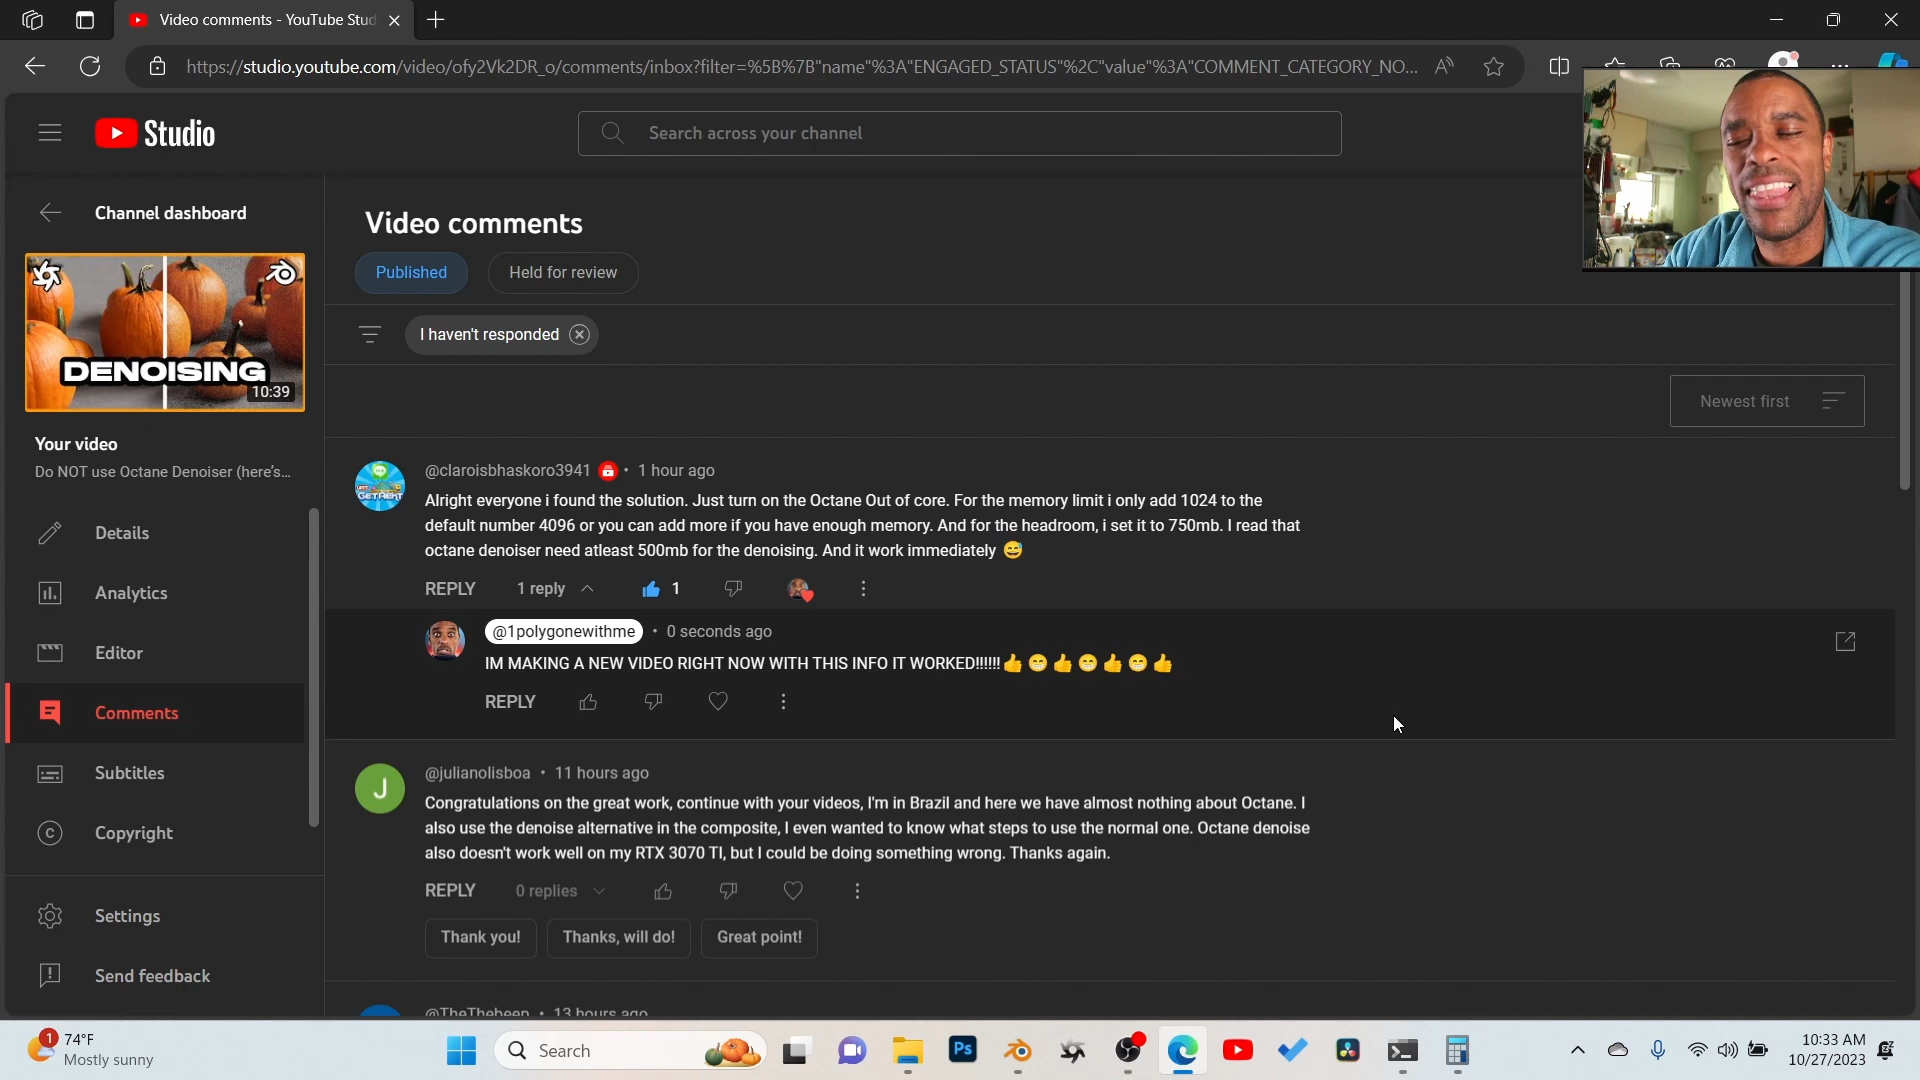 Video comments - YouTube Stud
https://studio.youtube.com/video/ofy2Vk2DR_o/comments/inbox?filter=%5B%7B"name"%3A"ENGAGED_STATUS"%2C"value"%3A"COMMENT_CATEGORY_NO...
Studio
Search across your channel
Channel dashboard
DENOISING
10:39
Your video
Do NOT use Octane Denoiser (here's...
Details
Analytics
Editor
Comments
Subtitles
Copyright
Settings
Send feedback
Video comments
Published
Held for review
I haven't responded
Newest first
GET REKT
@claroisbhaskoro3941 • 1 hour ago
Alright everyone i found the solution. Just turn on the Octane Out of core. For the memory limit i only add 1024 to the
default number 4096 or you can add more if you have enough memory. And for the headroom, i set it to 750mb. I read that
octane denoiser need atleast 500mb for the denoising. And it work immediately 😅
REPLY 1 reply 1
@1polygonewithme • 0 seconds ago
IM MAKING A NEW VIDEO RIGHT NOW WITH THIS INFO IT WORKED!!!!!!👍😁👍😁👍😁👍
REPLY
J
@julianolisboa • 11 hours ago
Congratulations on the great work, continue with your videos, I'm in Brazil and here we have almost nothing about Octane. I
also use the denoise alternative in the composite, I even wanted to know what steps to use the normal one. Octane denoise
also doesn't work well on my RTX 3070 TI, but I could be doing something wrong. Thanks again.
REPLY 0 replies
Thank you! Thanks, will do! Great point!
@TheThebeep • 13 hours ago
1
74°F
Mostly sunny
Search
Ps
10:33 AM
10/27/2023